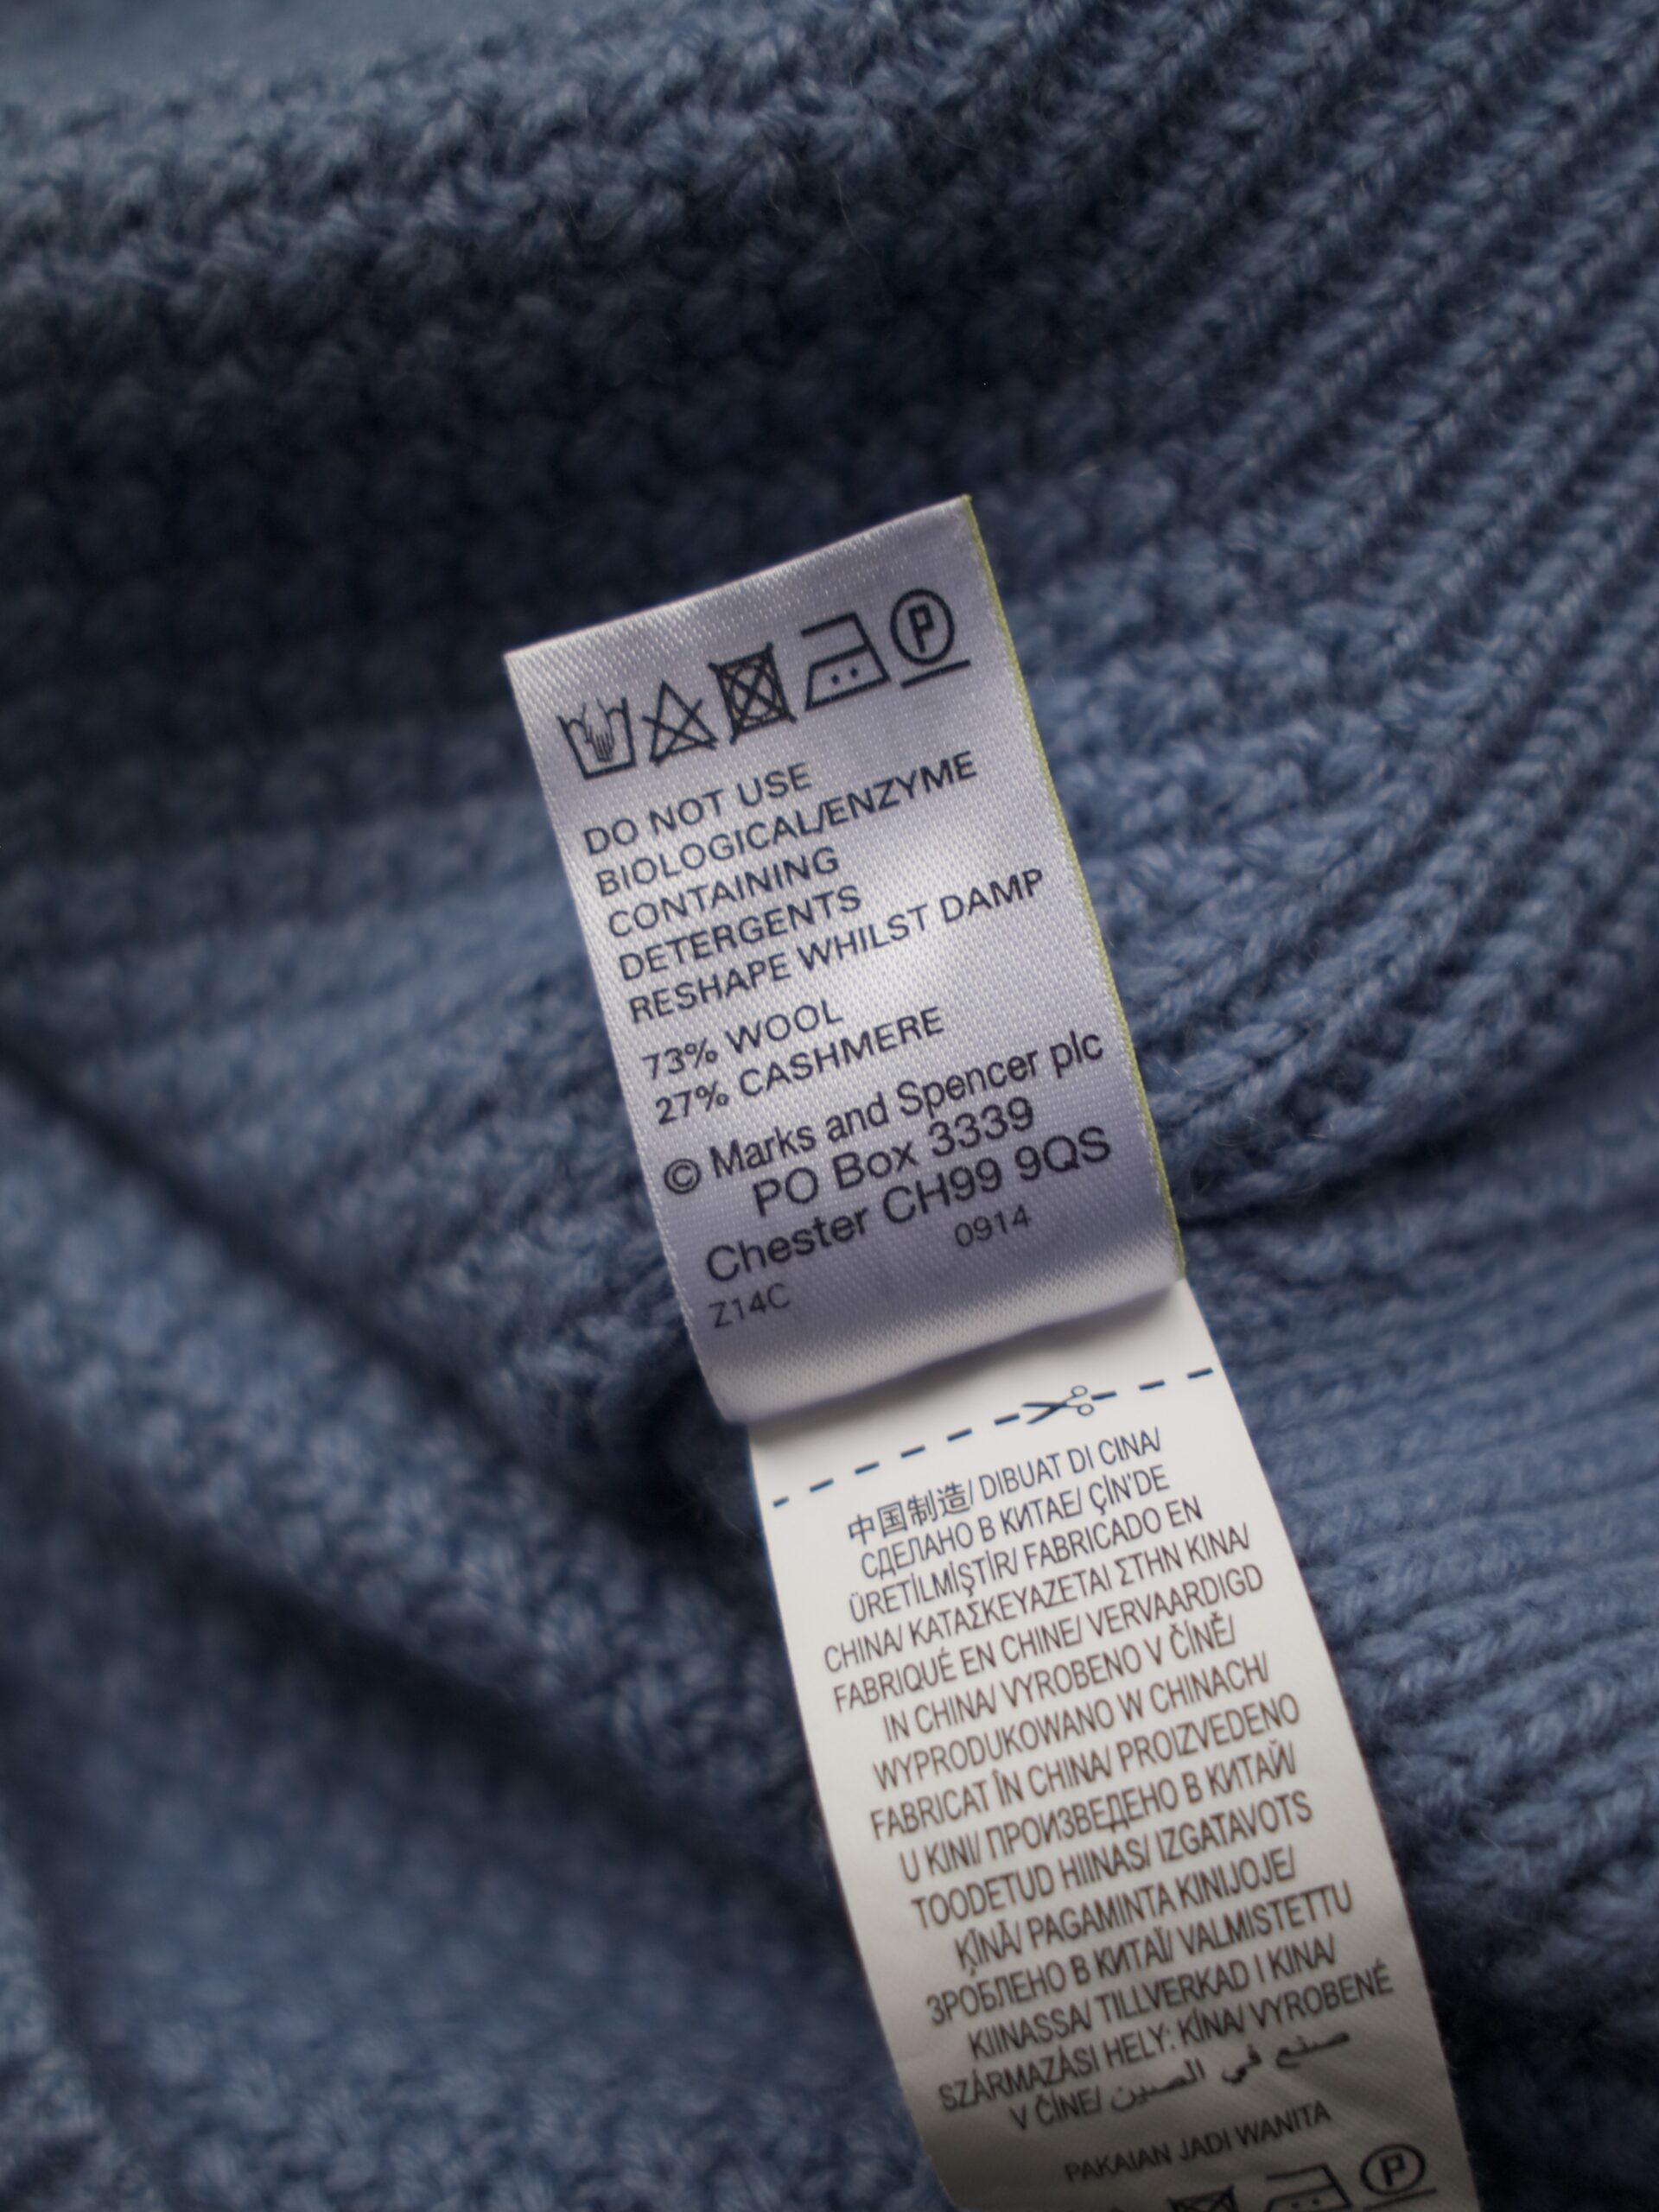 DO NOT USE
BIOLOGICAL/ENZYME
CONTAINING
DETERGENTS
RESHAPE WHILST DAMP
73% WOOL
27% CASHMERE
© Marks and Spencer plc
PO Box 3339
Chester CH99 9QS
0914
Z14C
中国制造/ DIBUAT DI CINA/
СДЕЛАНО В КИТАЕ/ ÇİN'DE
ÜRETİLMİŞTİR/ FABRICADO EN
CHINA/ ΚΑΤΑΣΚΕΥΑΖΕΤΑΙ ΣΤΗΝ ΚΙΝΑ/
FABRIQUÉ EN CHINE/ VERVAARDIGD
IN CHINA/ VYROBENO V ČÍNĚ/
WYPRODUKOWANO W CHINACH/
FABRICAT ÎN CHINA/ PROIZVEDENO
U KINI/ ПРОИЗВЕДЕНО В КИТАЙ/
TOODETUD HIINAS/ IZGATAVOTS
ĶĪNĀ/ PAGAMINTA KINIJOJE/
ЗРОБЛЕНО В КИТАЇ/ VALMISTETTU
KIINASSA/ TILLVERKAD I KINA/
SZÁRMAZÁSI HELY: KÍNA/ VYROBENÉ
V ČÍNE/ صنع في الصين
PAKAIAN JADI WANITA